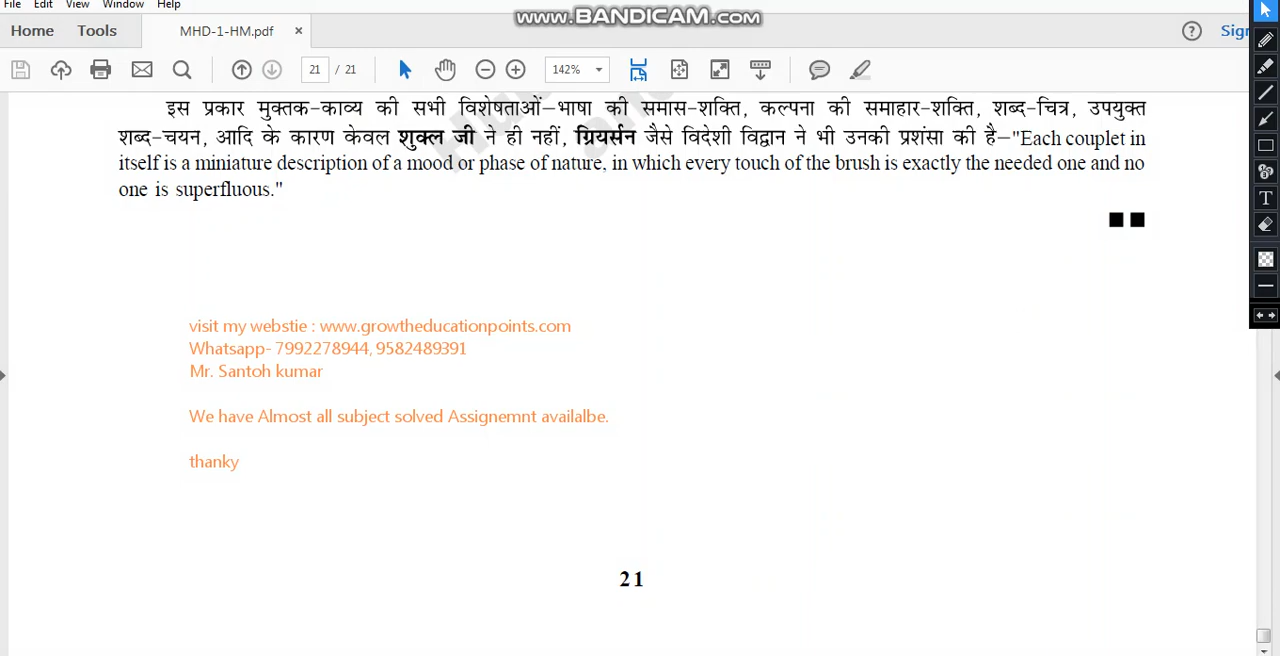 File Edit View Window Help
www.BANDICAM.com
Home Tools MHD-1-HM.pdf × ? Sign
21 / 21 142%
इस प्रकार मुक्तक-काव्य की सभी विशेषताओं-भाषा की समास-शक्ति, कल्पना की समाहार-शक्ति, शब्द-चित्र, उपयुक्त
शब्द-चयन, आदि के कारण केवल शुक्ल जी ने ही नहीं, ग्रियर्सन जैसे विदेशी विद्वान ने भी उनकी प्रशंसा की है–"Each couplet in
itself is a miniature description of a mood or phase of nature, in which every touch of the brush is exactly the needed one and no
one is superfluous."
visit my webstie : www.growtheducationpoints.com
Whatsapp- 7992278944, 9582489391
Mr. Santoh kumar
We have Almost all subject solved Assignemnt availalbe.
thanky
21